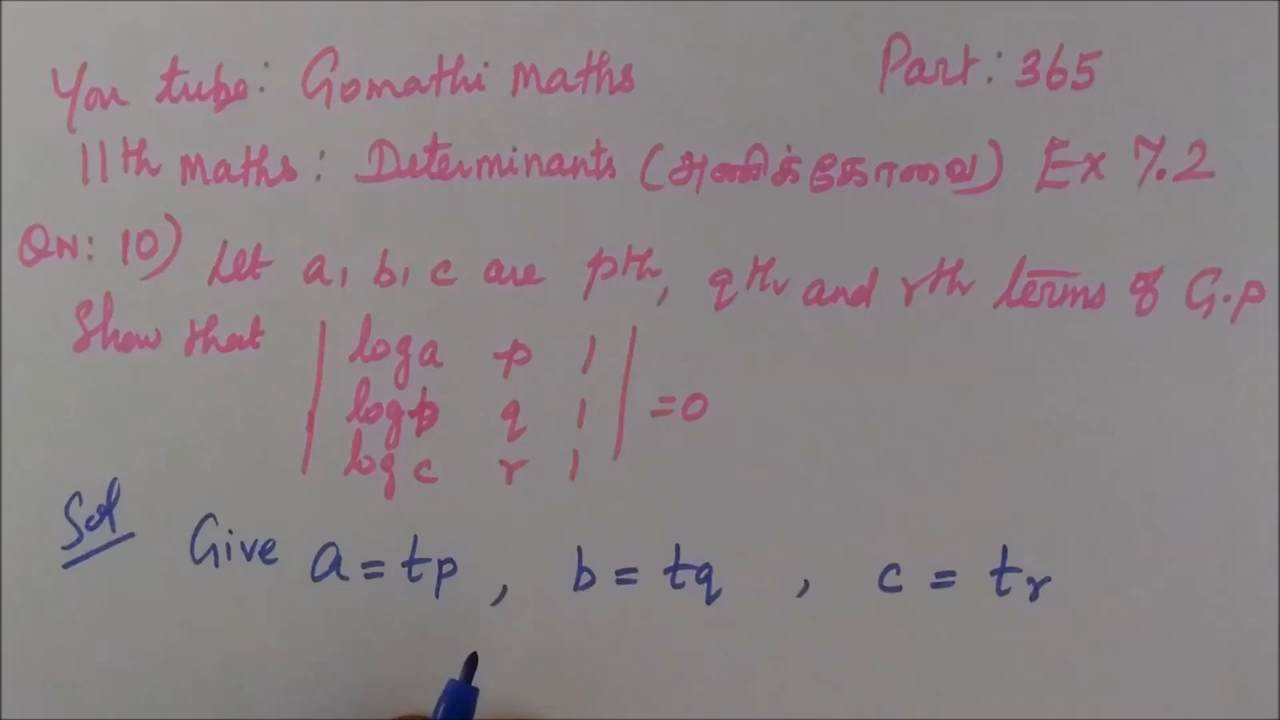 You tube: Gomathi maths Part: 365
11th maths: Determinants (அணிக்கோவை) Ex 7.2
QN: 10) Let a, b, c are pth, qth and rth terms of G.P
Show that | log a p 1 |
| log b q 1 | = 0
| log c r 1 |
Sol Give a = tp, b = tq, c = tr